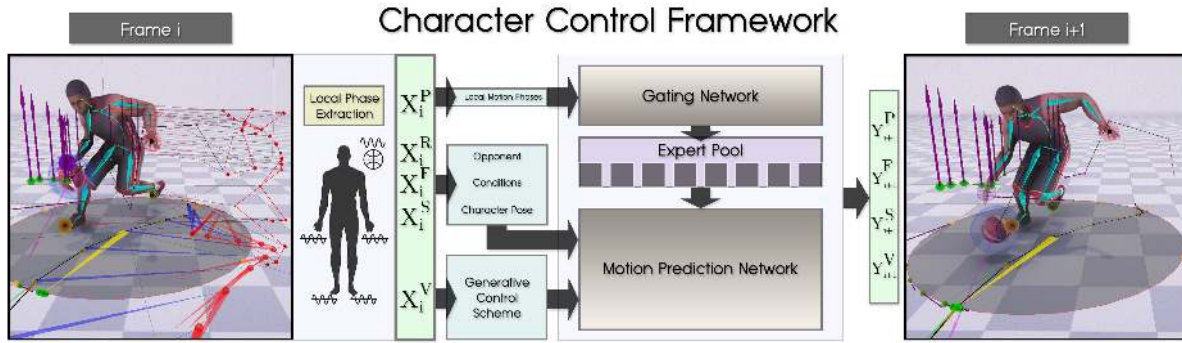 Character Control Framework
Frame i
Frame i+1
Local Phase
Extraction
X_i^P
X_i^R
X_i^F
X_i^S
X_i^V
Local Motion Phases
Opponent
Conditions
Character Pose
Generative
Control
Scheme
Gating Network
Expert Pool
Motion Prediction Network